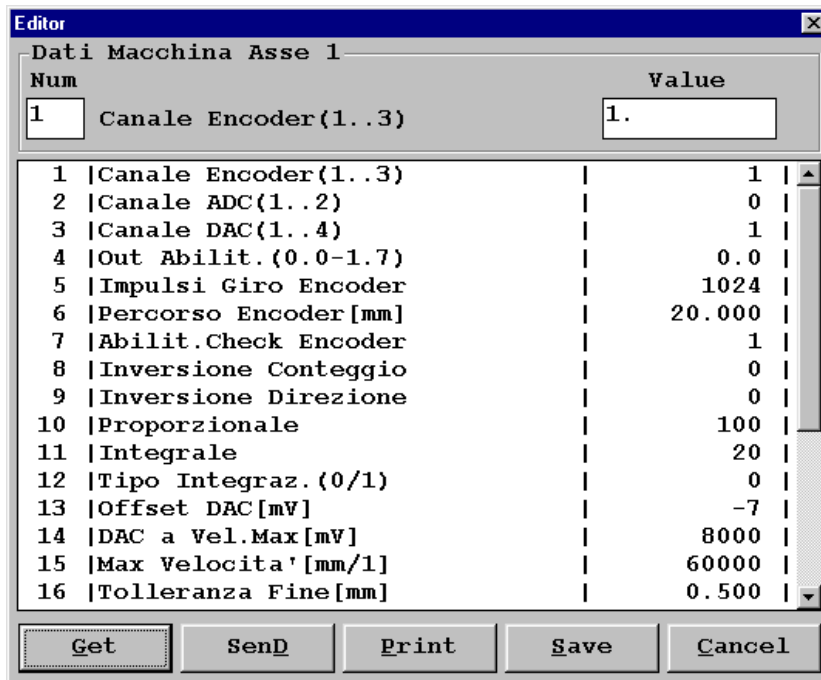 Editor
Dati Macchina Asse 1
Num Value
1 Canale Encoder(1..3) 1.
1 |Canale Encoder(1..3) | 1 |
2 |Canale ADC(1..2) | 0 |
3 |Canale DAC(1..4) | 1 |
4 |Out Abilit.(0.0-1.7) | 0.0 |
5 |Impulsi Giro Encoder | 1024 |
6 |Percorso Encoder[mm] | 20.000 |
7 |Abilit.Check Encoder | 1 |
8 |Inversione Conteggio | 0 |
9 |Inversione Direzione | 0 |
10 |Proporzionale | 100 |
11 |Integrale | 20 |
12 |Tipo Integraz.(0/1) | 0 |
13 |Offset DAC[mV] | -7 |
14 |DAC a Vel.Max[mV] | 8000 |
15 |Max Velocita'[mm/1] | 60000 |
16 |Tolleranza Fine[mm] | 0.500 |
Get SenD Print Save Cancel